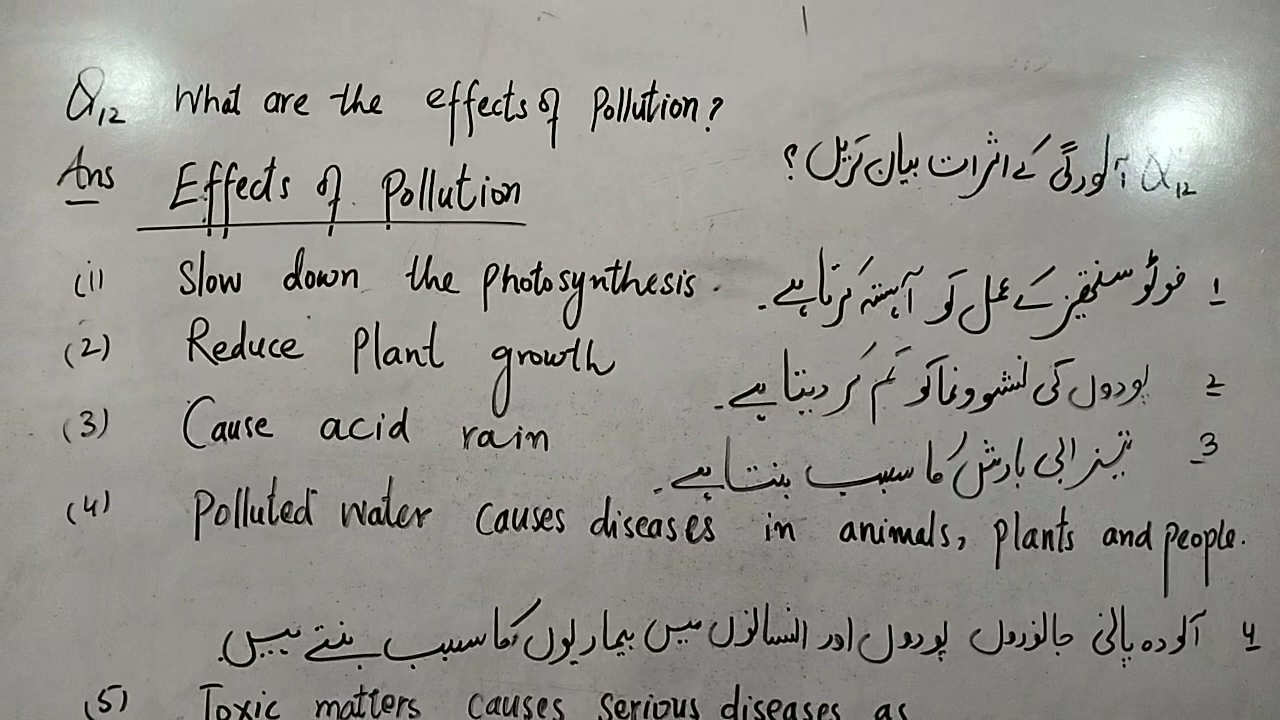 Q12 What are the effects of Pollution?
Q12 آلودگی کے اثرات بیان کریں؟
Ans Effects of Pollution
(1) Slow down the photosynthesis.
1 فوٹو سنتھیسز کے عمل کو آہستہ کرتا ہے۔
(2) Reduce Plant growth
2 پودوں کی نشوونما کو کم کر دیتا ہے۔
(3) Cause acid rain
3 تیزابی بارش کا سبب بنتا ہے۔
(4) Polluted water causes diseases in animals, plants and people.
4 آلودہ پانی جانوروں پودوں اور انسانوں میں بیماریوں کا سبب بنتے ہیں۔
(5) Toxic matters causes serious diseases as